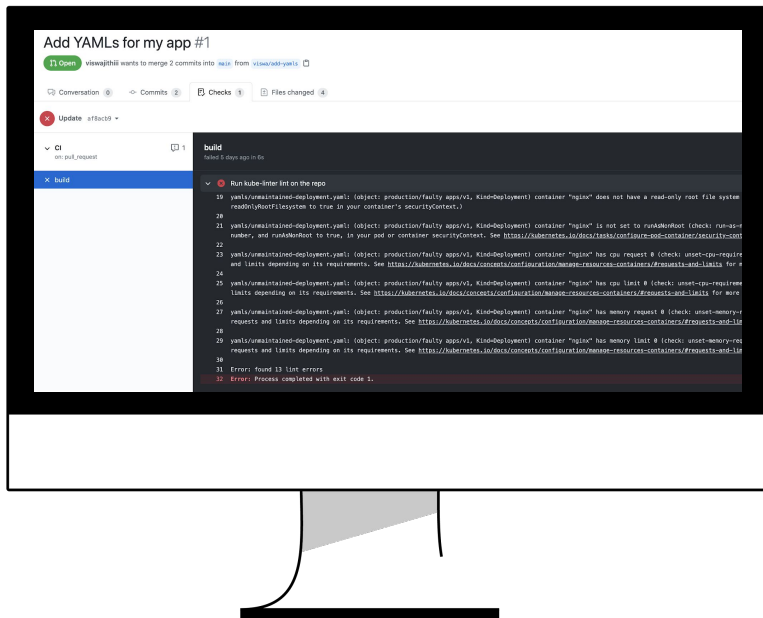 Add YAMLs for my app #1
Open viswajithiii wants to merge 2 commits into main from viswa/add-yamls
Conversation 0 Commits 2 Checks 1 Files changed 4
Update af8acb9
CI 1
on: pull_request
build
build
failed 5 days ago in 6s
Run kube-linter lint on the repo
19 yamls/unmaintained-deployment.yaml: (object: production/faulty apps/v1, Kind=Deployment) container "nginx" does not have a read-only root file system
readOnlyRootFilesystem to true in your container's securityContext.)
20
21 yamls/unmaintained-deployment.yaml: (object: production/faulty apps/v1, Kind=Deployment) container "nginx" is not set to runAsNonRoot (check: run-as-n
number, and runAsNonRoot to true, in your pod or container securityContext. See https://kubernetes.io/docs/tasks/configure-pod-container/security-cont
22
23 yamls/unmaintained-deployment.yaml: (object: production/faulty apps/v1, Kind=Deployment) container "nginx" has cpu request 0 (check: unset-cpu-require
and limits depending on its requirements. See https://kubernetes.io/docs/concepts/configuration/manage-resources-containers/#requests-and-limits for m
24
25 yamls/unmaintained-deployment.yaml: (object: production/faulty apps/v1, Kind=Deployment) container "nginx" has cpu limit 0 (check: unset-cpu-requireme
limits depending on its requirements. See https://kubernetes.io/docs/concepts/configuration/manage-resources-containers/#requests-and-limits for more
26
27 yamls/unmaintained-deployment.yaml: (object: production/faulty apps/v1, Kind=Deployment) container "nginx" has memory request 0 (check: unset-memory-r
requests and limits depending on its requirements. See https://kubernetes.io/docs/concepts/configuration/manage-resources-containers/#requests-and-lim
28
29 yamls/unmaintained-deployment.yaml: (object: production/faulty apps/v1, Kind=Deployment) container "nginx" has memory limit 0 (check: unset-memory-req
requests and limits depending on its requirements. See https://kubernetes.io/docs/concepts/configuration/manage-resources-containers/#requests-and-lim
30
31 Error: found 13 lint errors
32 Error: Process completed with exit code 1.